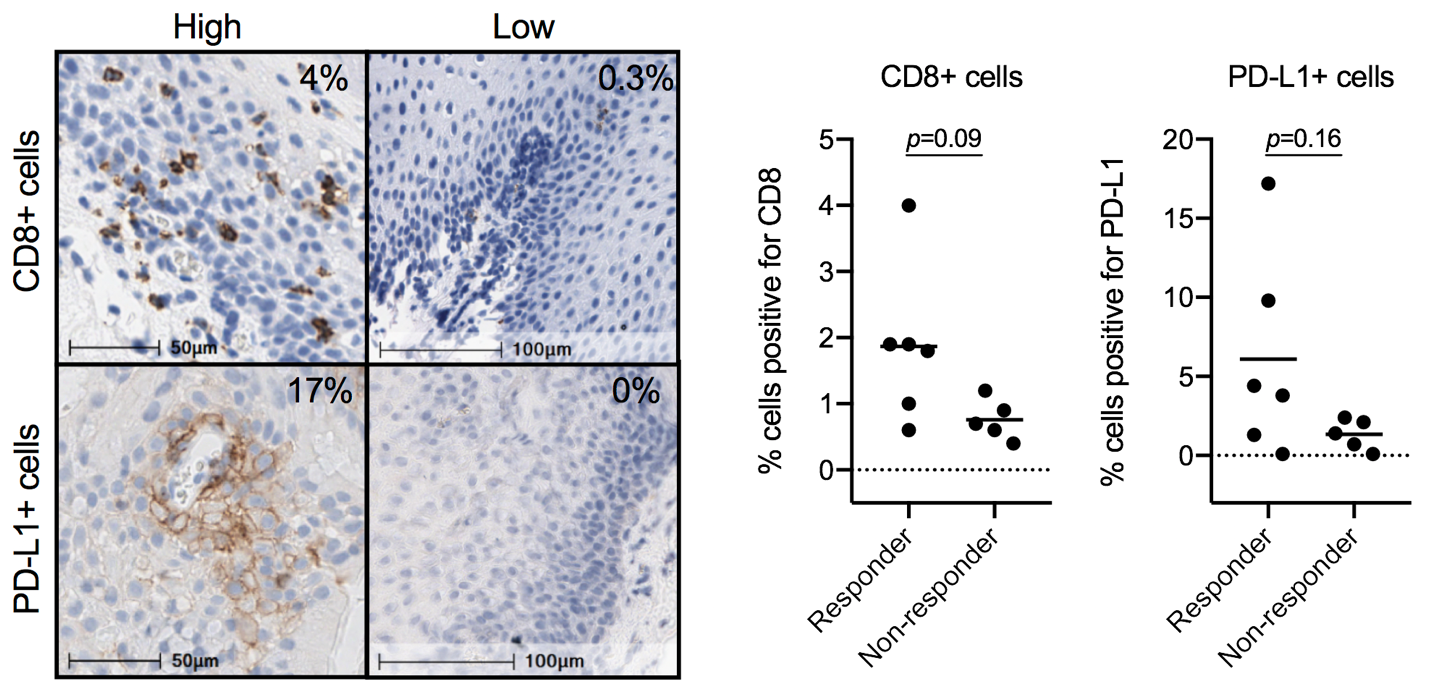 High
Low
CD8+ cells
4%
0.3%
50µm
100µm
PD-L1+ cells
17%
0%
50µm
100µm
CD8+ cells
p=0.09
% cells positive for CD8
5
4
3
2
1
0
Responder
Non-responder
PD-L1+ cells
p=0.16
% cells positive for PD-L1
20
15
10
5
0
Responder
Non-responder